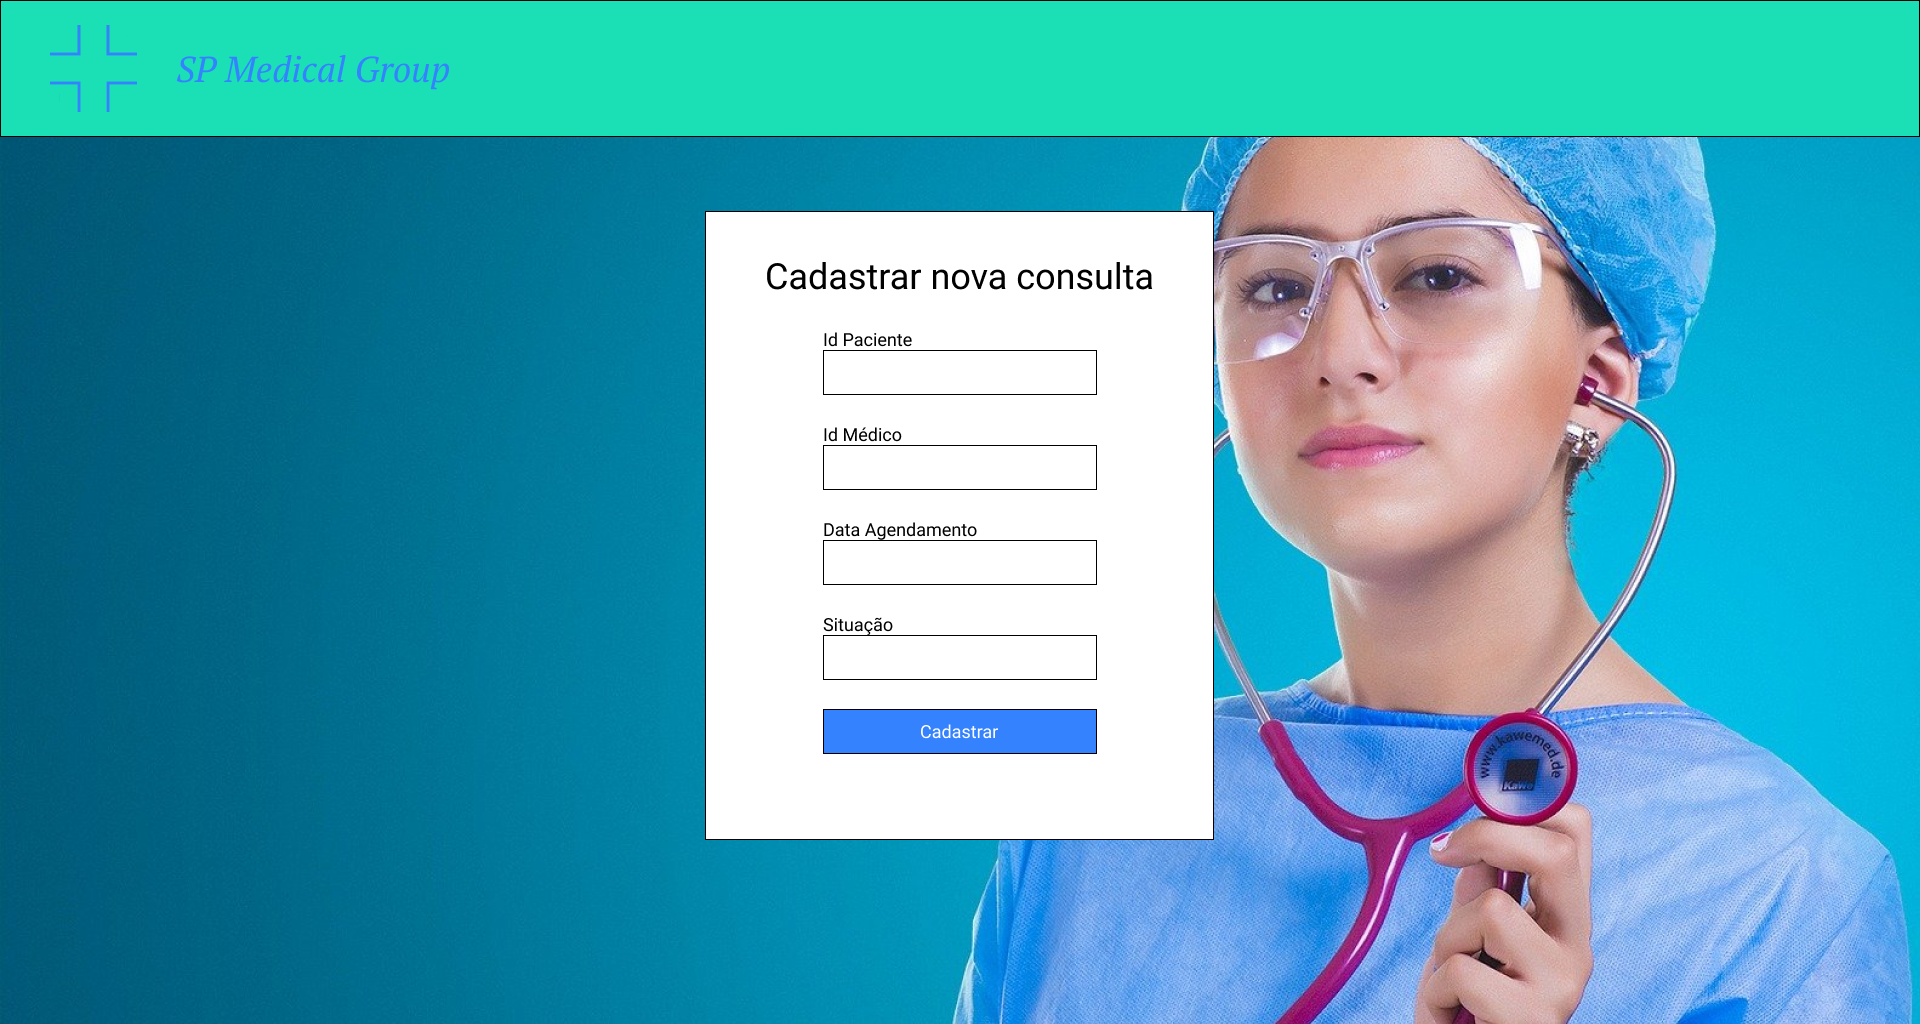 SP Medical Group
Cadastrar nova consulta
Id Paciente
Id Médico
Data Agendamento
Situação
Cadastrar
www.kawemed.de
KaWe